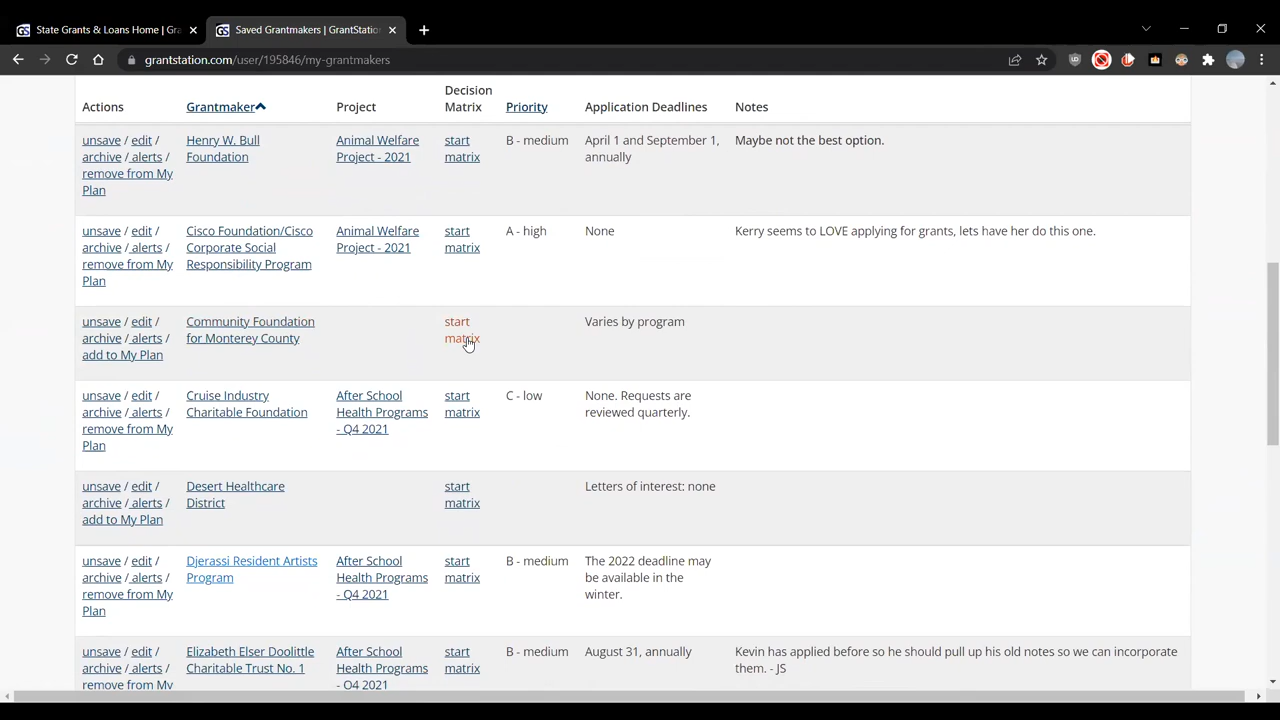 State Grants & Loans Home | Gra
Saved Grantmakers | GrantStation
grantstation.com/user/195846/my-grantmakers
Actions
Grantmaker
Project
Decision
Matrix
Priority
Application Deadlines
Notes
unsave / edit /
archive / alerts /
remove from My
Plan
Henry W. Bull
Foundation
Animal Welfare
Project - 2021
start
matrix
B - medium
April 1 and September 1,
annually
Maybe not the best option.
unsave / edit /
archive / alerts /
remove from My
Plan
Cisco Foundation/Cisco
Corporate Social
Responsibility Program
Animal Welfare
Project - 2021
start
matrix
A - high
None
Kerry seems to LOVE applying for grants, lets have her do this one.
unsave / edit /
archive / alerts /
add to My Plan
Community Foundation
for Monterey County
start
matrix
Varies by program
unsave / edit /
archive / alerts /
remove from My
Plan
Cruise Industry
Charitable Foundation
After School
Health Programs
- Q4 2021
start
matrix
C - low
None. Requests are
reviewed quarterly.
unsave / edit /
archive / alerts /
add to My Plan
Desert Healthcare
District
start
matrix
Letters of interest: none
unsave / edit /
archive / alerts /
remove from My
Plan
Djerassi Resident Artists
Program
After School
Health Programs
- Q4 2021
start
matrix
B - medium
The 2022 deadline may
be available in the
winter.
unsave / edit /
archive / alerts /
remove from My
Elizabeth Elser Doolittle
Charitable Trust No. 1
After School
Health Programs
- Q4 2021
start
matrix
B - medium
August 31, annually
Kevin has applied before so he should pull up his old notes so we can incorporate
them. - JS